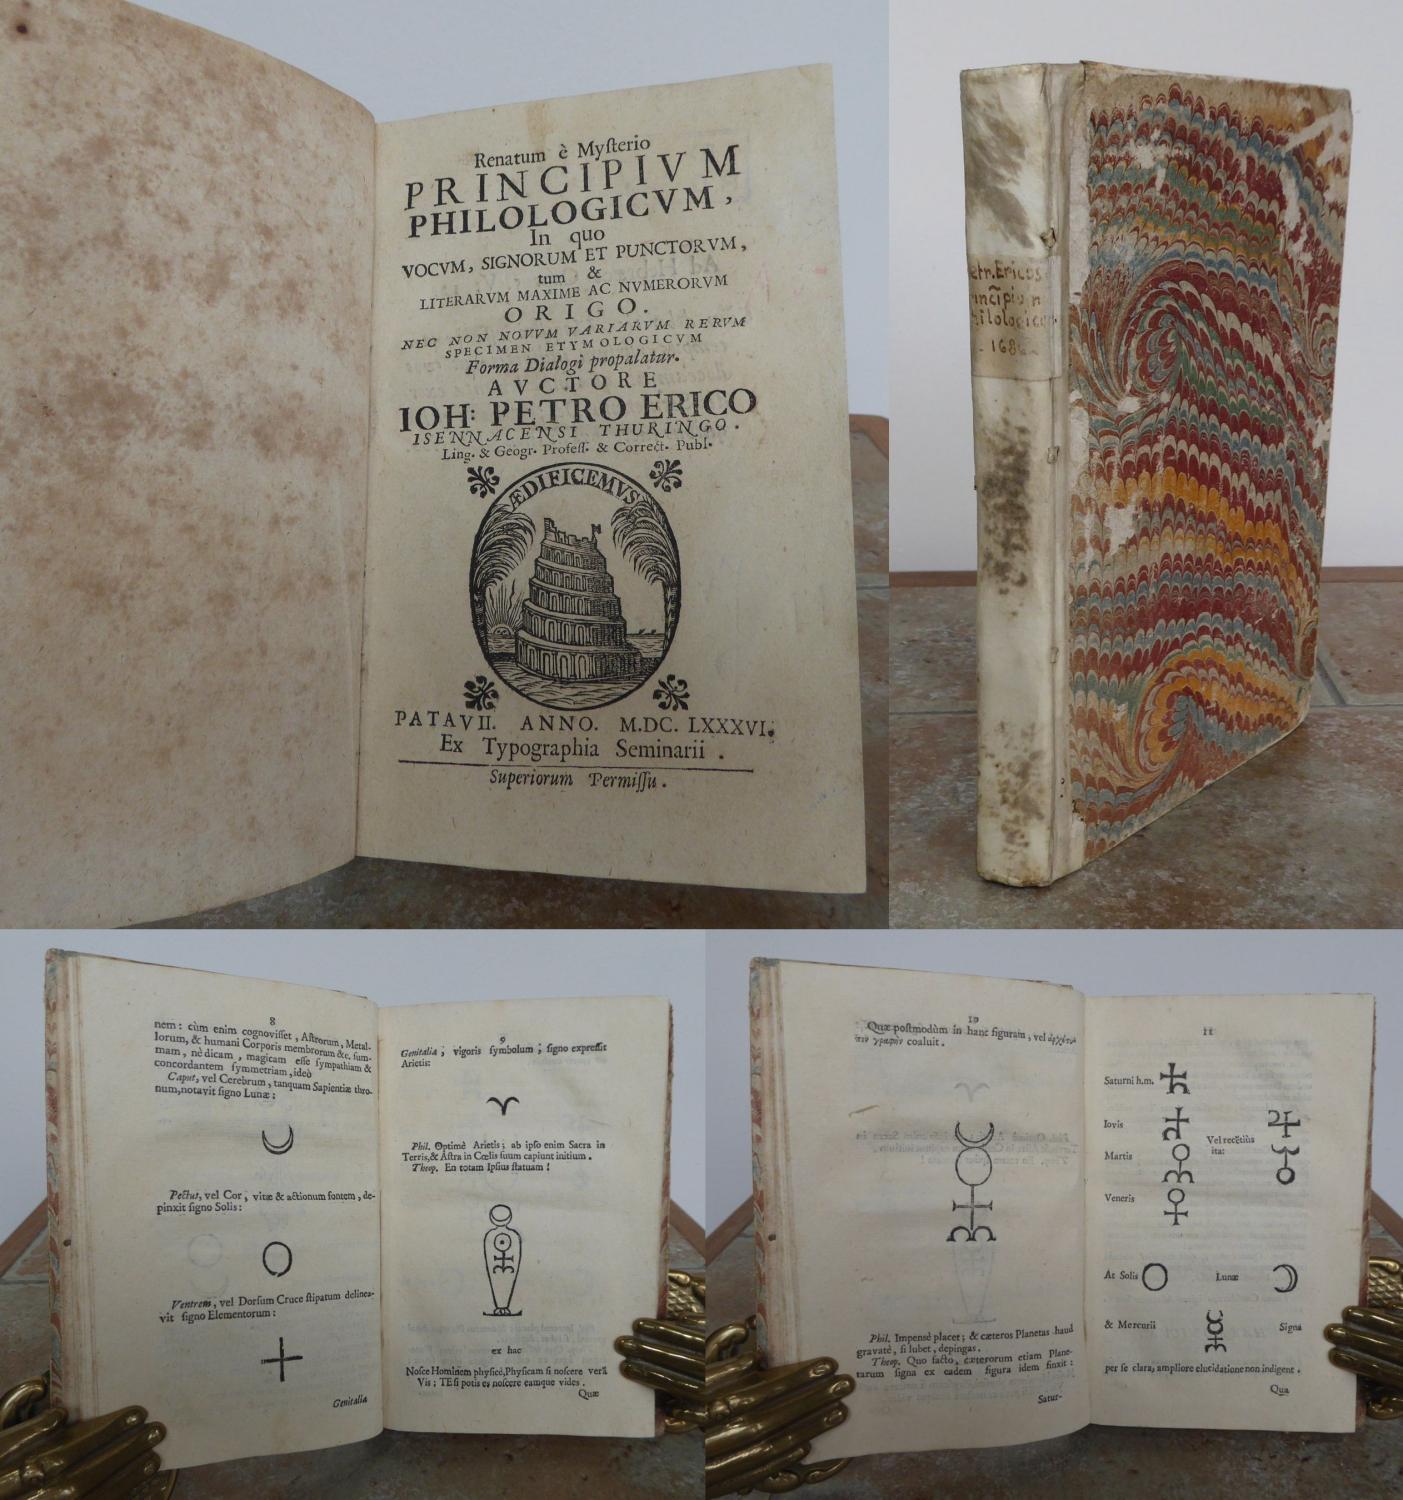 Renatum è Myſterio
PRINCIPIVM
PHILOLOGICVM,
In quo
VOCVM, SIGNORUM ET PUNCTORVM,
tum &
LITERARVM MAXIME AC NVMERORVM
ORIGO.
NEC NON NOVVM VARIARVM RERVM
SPECIMEN ETYMOLOGICVM
Forma Dialogi propalatur.
AVCTORE
IOH: PETRO ERICO
ISENNACENSI THURINGO.
Ling. & Geogr. Profeſſ. & Correct. Publ.
ÆDIFICEMVS
PATAVII. ANNO. M.DC. LXXXVI.
Ex Typographia Seminarii.
Superiorum Permiſſu.
etr. Ericus
rincipiu
hilologic
168
8
nem: cùm enim cognoviſſet, Aſtrorum, Metal-
lorum, & humani Corporis membrorum &c. ſum-
mam, nè dicam, magicam eſſe ſympathiam &
concordantem ſymmetriam, ideò
Caput, vel Cerebrum, tanquam Sapientiæ thro-
num, notavit ſigno Lunæ:
Pectus, vel Cor, vitæ & actionum fontem, de-
pinxit ſigno Solis:
Ventrem, vel Dorſum Cruce ſtipatum delinea-
vit ſigno Elementorum:
Genitalia
9
Genitalia, vigoris ſymbolum, ſigno expreſſit
Arietis:
Phil. Optimè Arietis; ab ipſo enim Sacra in
Terris, & Aſtra in Cœlis ſuum capiunt initium.
Theop. En totam Ipſius ſtatuam!
ex hac
Noſce Hominem phyſicé, Phyſicam ſi noſcere verâ
Vis; TE ſi potis es noſcere eamque vides.
Quæ
10
Quæ poſtmodùm in hanc figuram, vel
γραφὴν coaluit.
Phil. Impensè placet; & cæteros Planetas haud
gravatè, ſi lubet, depingas.
Theop. Quo facto, cæterorum etiam Plane-
tarum ſigna ex eadem figura idem finxit:
Satur-
11
Saturni h.m.
Iovis
Vel rectiùs
ita:
Martis
Veneris
At Solis
Lunæ
& Mercurii
Signa
per ſe clara, ampliore elucidatione non indigent.
Qua